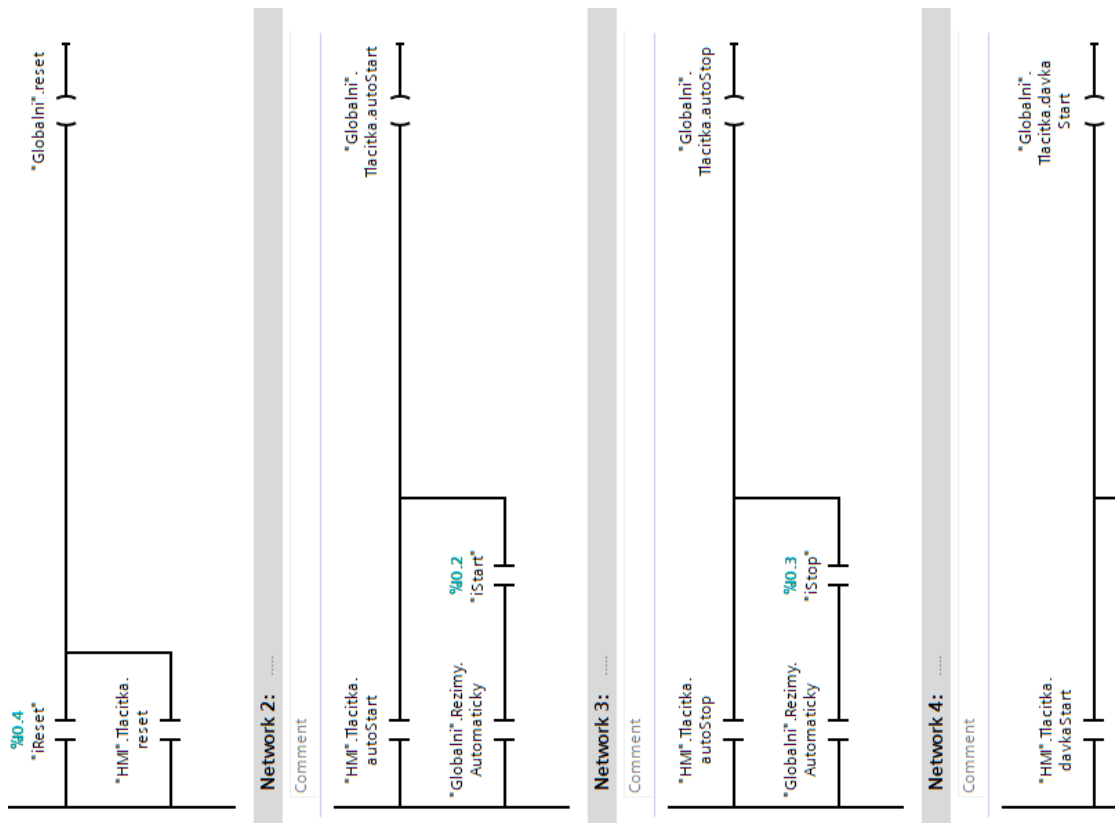 %I0.4
"iReset"
"Globalni".reset
"HMI".Tlacitka.
reset
Network 2: .....
Comment
"HMI".Tlacitka.
autoStart
"Globalni".
Tlacitka.autoStart
"Globalni".Rezimy.
Automaticky
%I0.2
"iStart"
Network 3: .....
Comment
"HMI".Tlacitka.
autoStop
"Globalni".
Tlacitka.autoStop
"Globalni".Rezimy.
Automaticky
%I0.3
"iStop"
Network 4: .....
Comment
"HMI".Tlacitka.
davkaStart
"Globalni".
Tlacitka.davka
Start